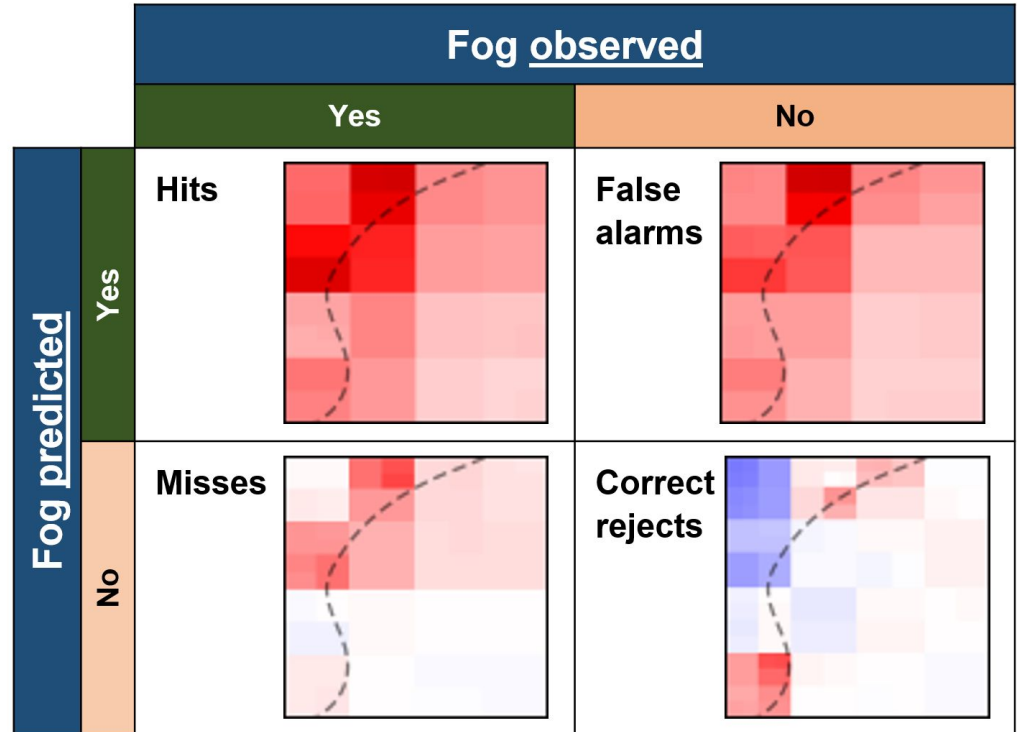 Fog observed
Yes
No
Fog predicted
Yes
Hits
False
alarms
No
Misses
Correct
rejects